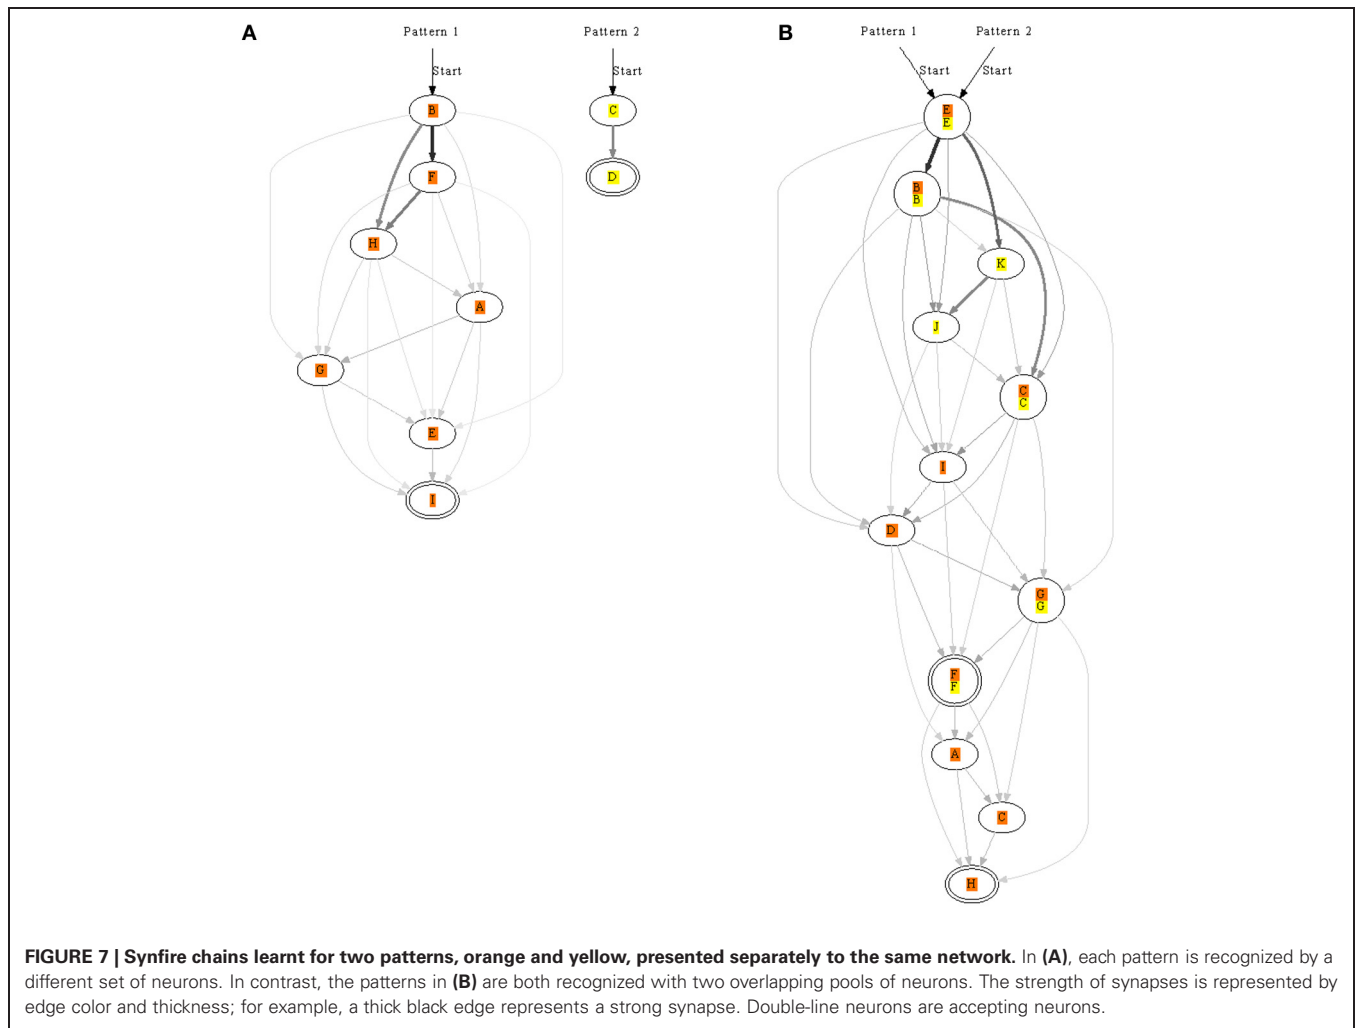 A
Pattern 1
Pattern 2
Start
Start
B
F
H
A
G
E
I
C
D
B
Pattern 1
Pattern 2
Start
Start
E
E
B
B
K
J
C
C
I
D
G
G
F
F
A
C
H
FIGURE 7 | Synfire chains learnt for two patterns, orange and yellow, presented separately to the same network. In (A), each pattern is recognized by a
different set of neurons. In contrast, the patterns in (B) are both recognized with two overlapping pools of neurons. The strength of synapses is represented by
edge color and thickness; for example, a thick black edge represents a strong synapse. Double-line neurons are accepting neurons.